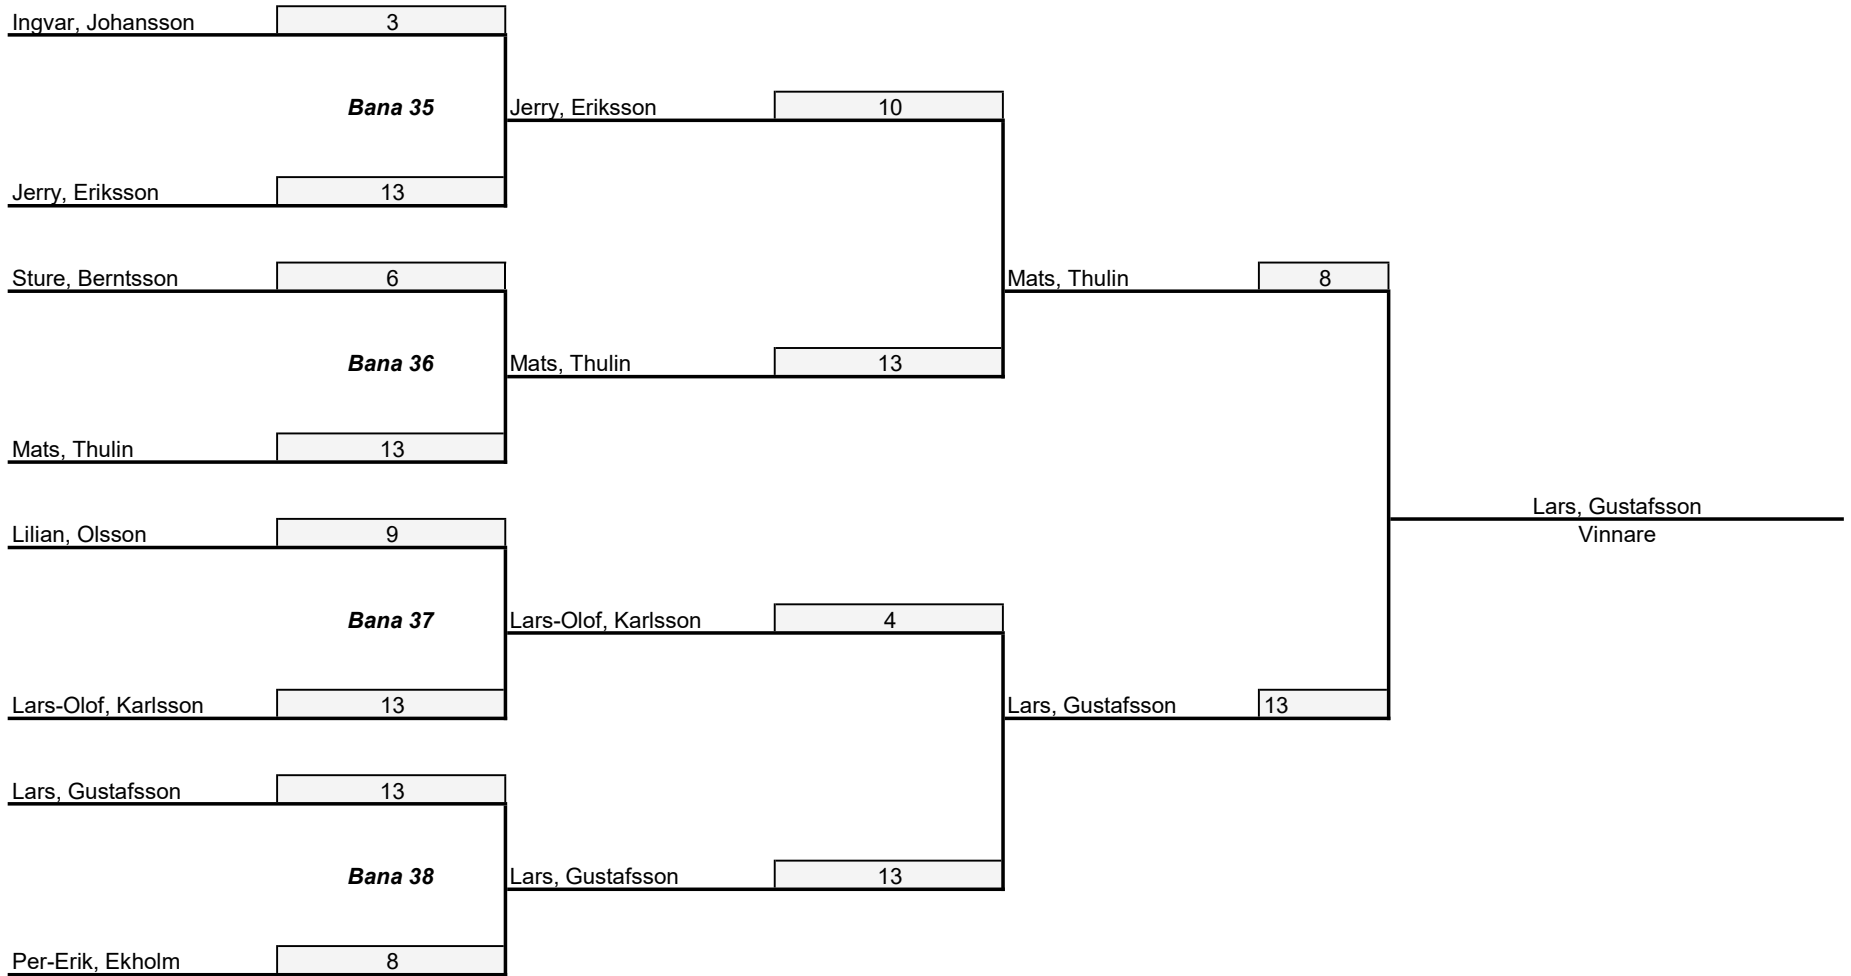 Ingvar, Johansson 3
Bana 35 Jerry, Eriksson 10
Jerry, Eriksson 13
Sture, Berntsson 6 Mats, Thulin 8
Bana 36 Mats, Thulin 13
Mats, Thulin 13
Lars, Gustafsson
Lilian, Olsson 9 Vinnare
Bana 37 Lars-Olof, Karlsson 4
Lars-Olof, Karlsson 13 Lars, Gustafsson 13
Lars, Gustafsson 13
Bana 38 Lars, Gustafsson 13
Per-Erik, Ekholm 8